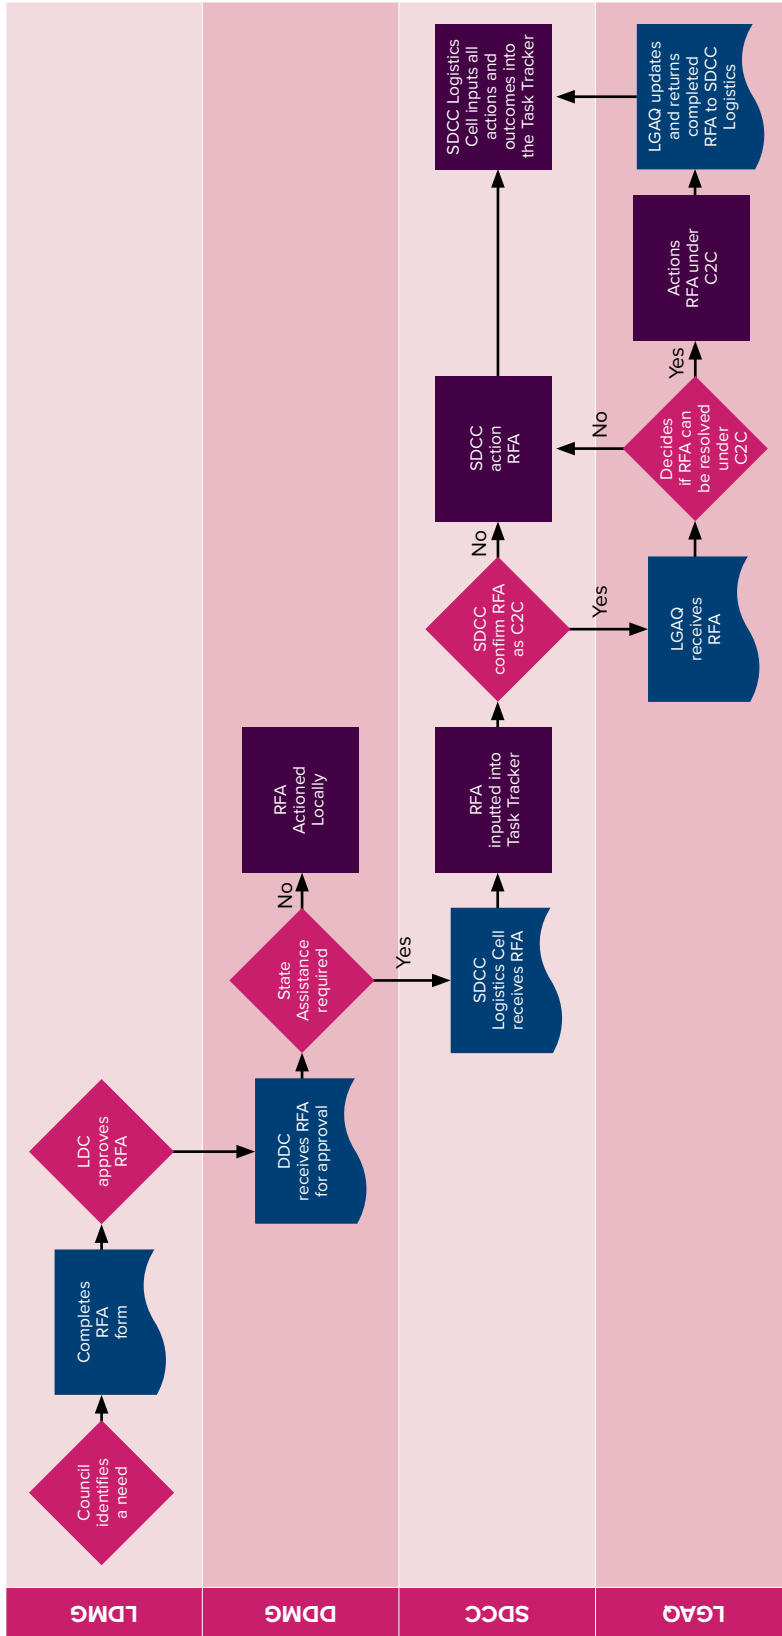 LDMG
Council
identifies
a need
Completes
RFA
form
LDC
approves
RFA
DDMG
DDC
receives RFA
for approval
State
Assistance
required
No
RFA
Actioned
Locally
Yes
SDCC
SDCC
Logistics Cell
receives RFA
RFA
inputted into
Task Tracker
SDCC
confirm RFA
as C2C
No
SDCC
action
RFA
SDCC Logistics
Cell inputs all
actions and
outcomes into
the Task Tracker
Yes
No
LGAQ
LGAQ
receives
RFA
Decides
if RFA can
be resolved
under
C2C
Yes
Actions
RFA under
C2C
LGAQ updates
and returns
completed
RFA to SDCC
Logistics